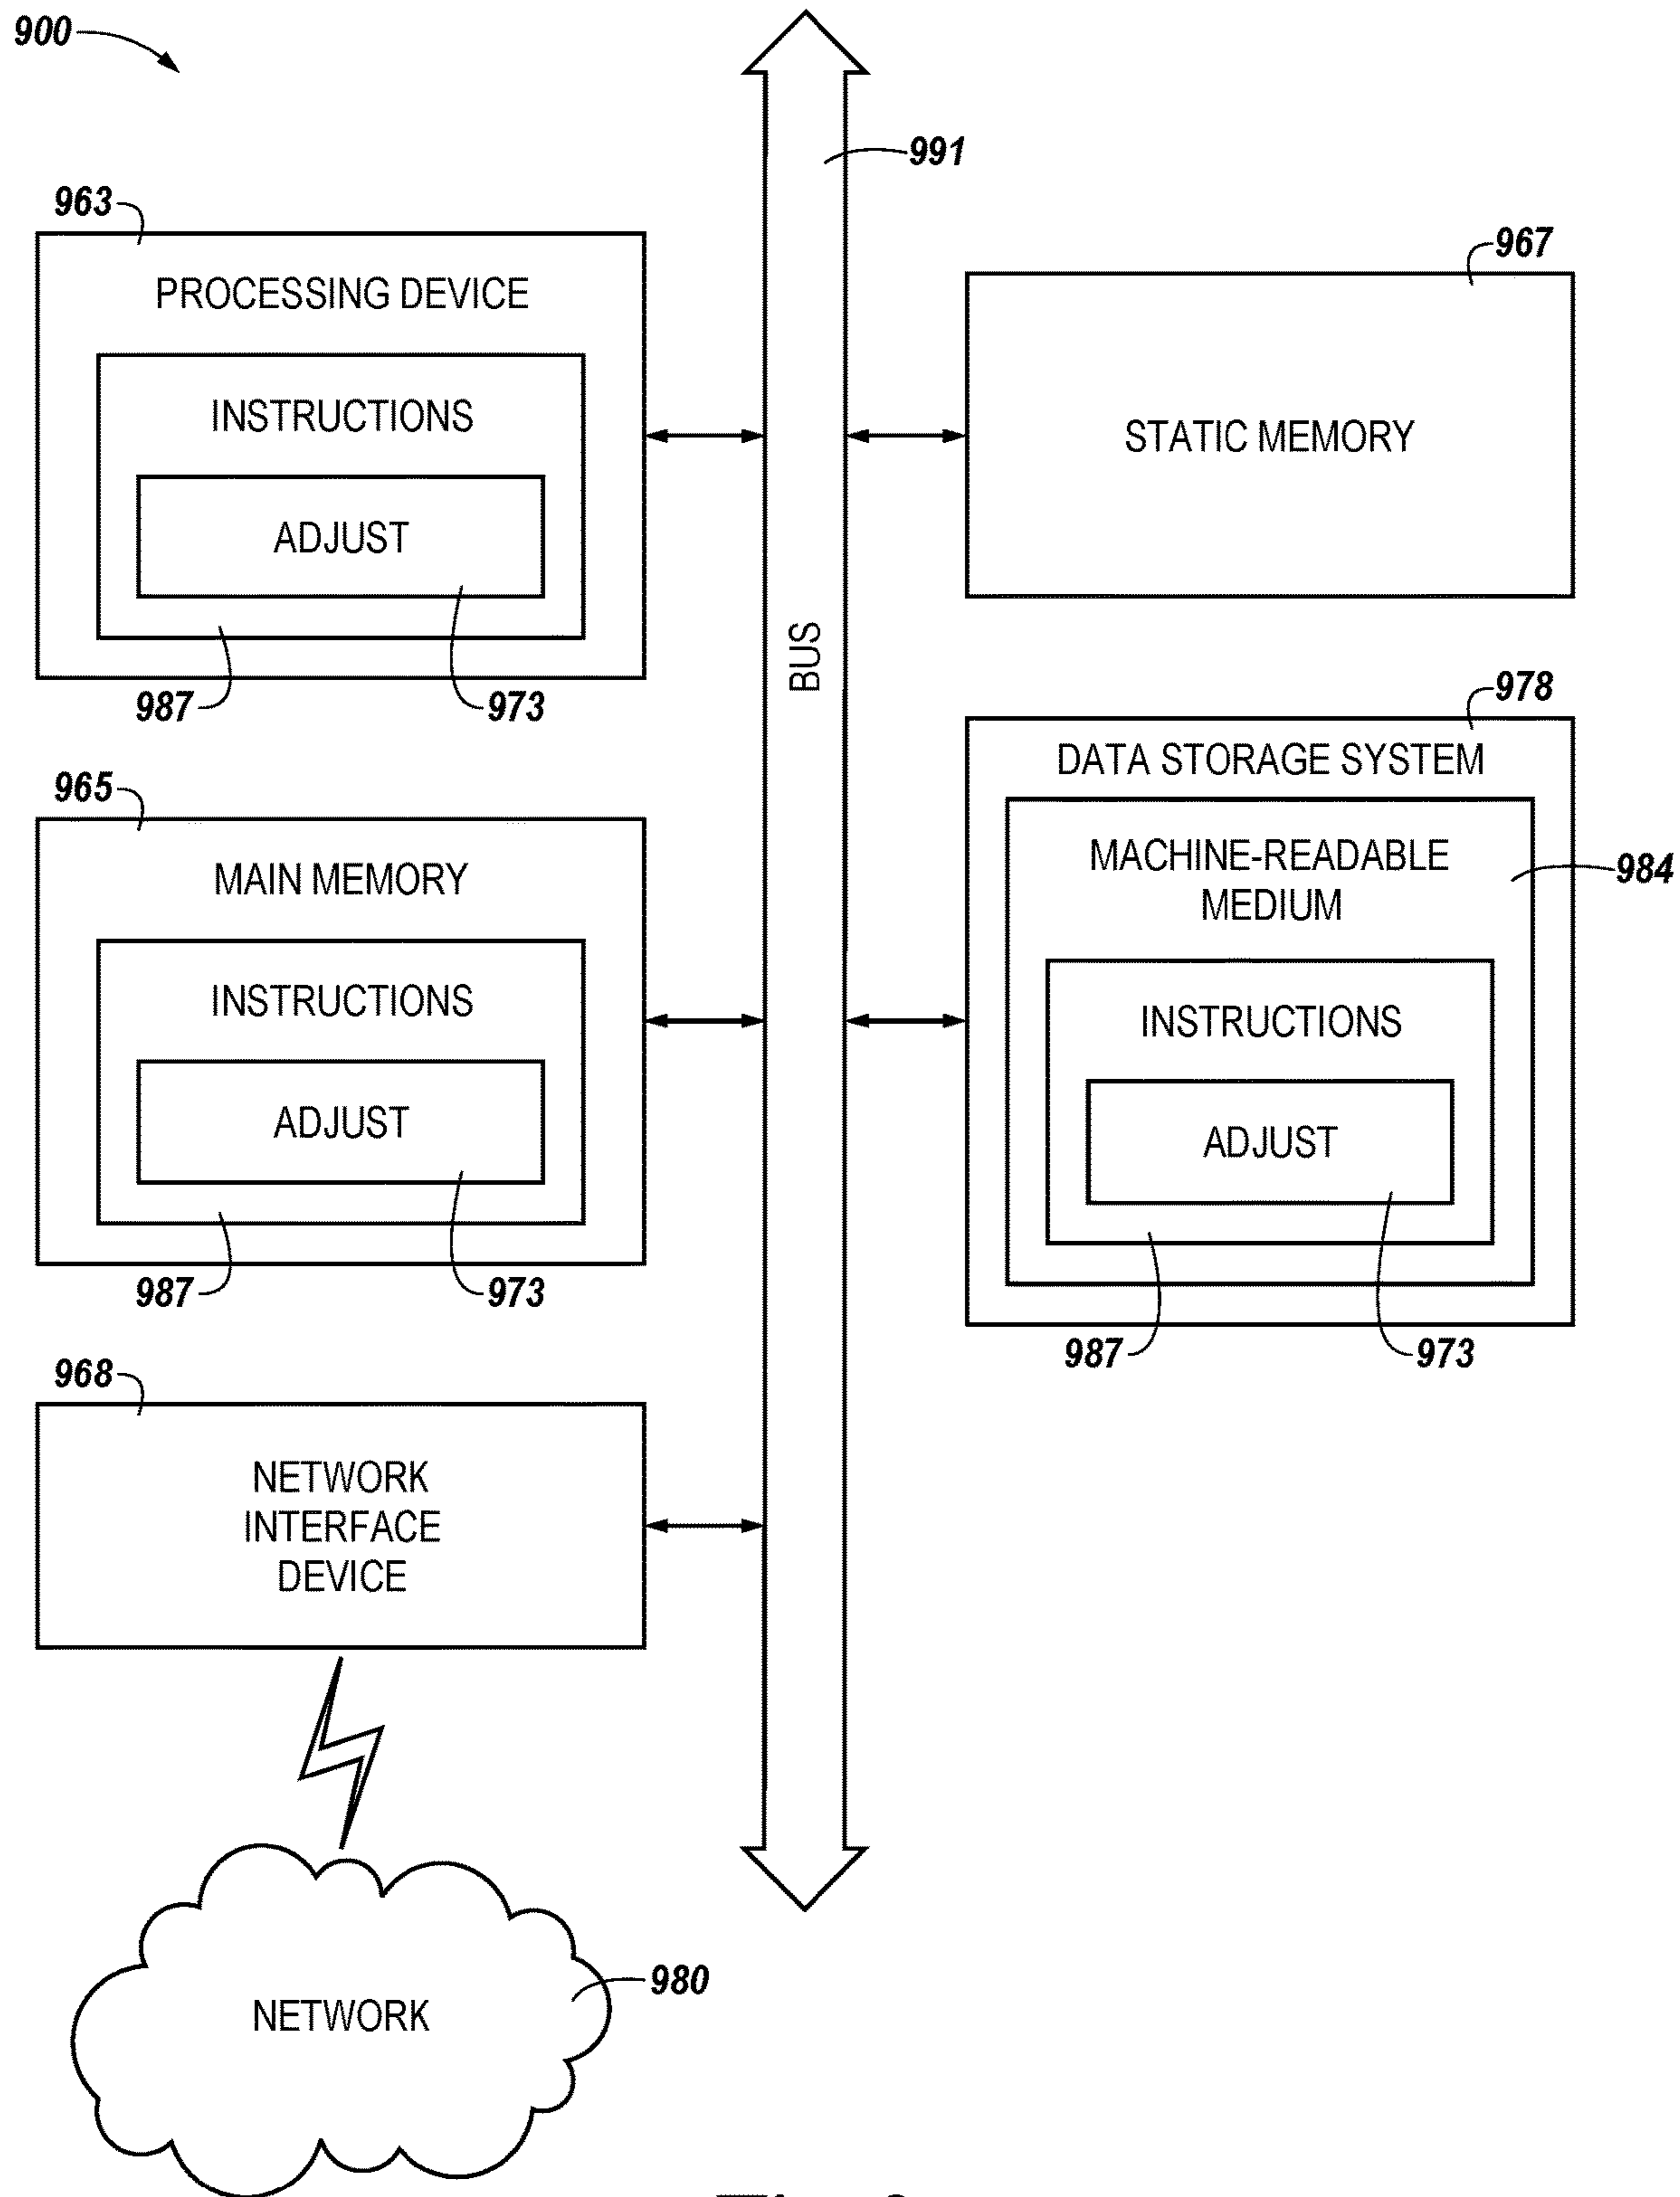 900
991
963
PROCESSING DEVICE
INSTRUCTIONS
ADJUST
987
973
967
STATIC MEMORY
BUS
965
MAIN MEMORY
INSTRUCTIONS
ADJUST
987
973
978
DATA STORAGE SYSTEM
MACHINE-READABLE
MEDIUM
984
INSTRUCTIONS
ADJUST
987
973
968
NETWORK
INTERFACE
DEVICE
NETWORK
980